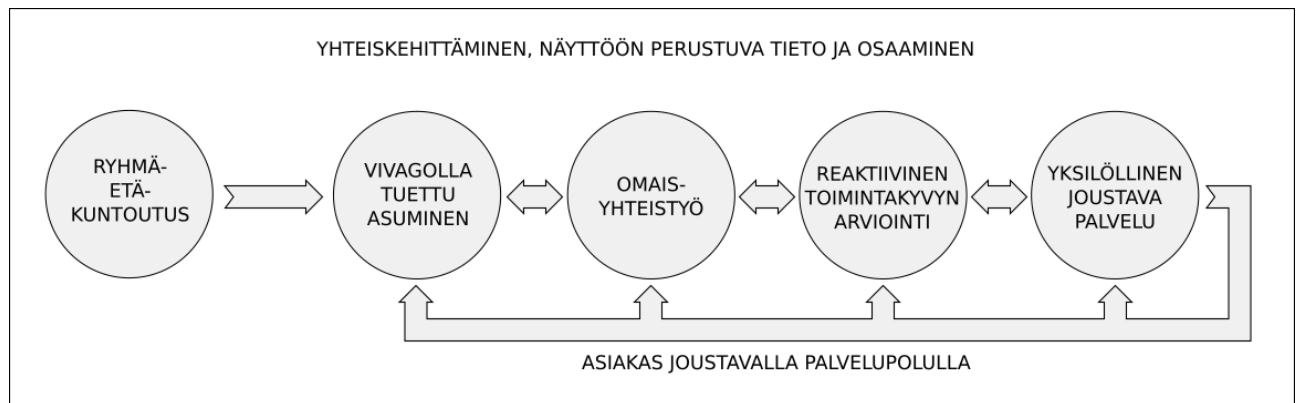 YHTEISKEHITTÄMINEN, NÄYTTÖÖN PERUSTUVA TIETO JA OSAAMINEN
RYHMÄ-
ETÄ-
KUNTOUTUS
VIVAGOLLA
TUETTU
ASUMINEN
OMAIS-
YHTEISTYÖ
REAKTIIVINEN
TOIMINTAKYVYN
ARVIOINTI
YKSILÖLLINEN
JOUSTAVA
PALVELU
ASIAKAS JOUSTAVALLA PALVELUPOLULLA